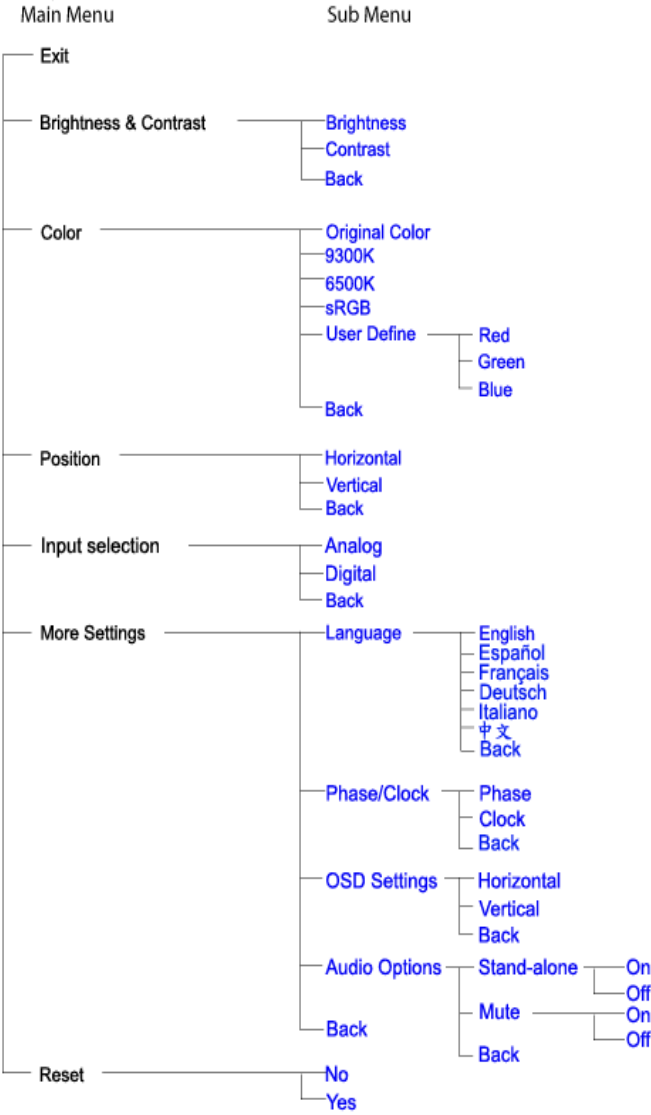 Main Menu Sub Menu
Exit
Brightness & Contrast Brightness
Contrast
Back
Color Original Color
9300K
6500K
sRGB
User Define Red
Green
Blue
Back
Position Horizontal
Vertical
Back
Input selection Analog
Digital
Back
More Settings Language English
Español
Français
Deutsch
Italiano
中文
Back
Phase/Clock Phase
Clock
Back
OSD Settings Horizontal
Vertical
Back
Audio Options Stand-alone On
Off
Mute On
Off
Back
Back
Reset No
Yes